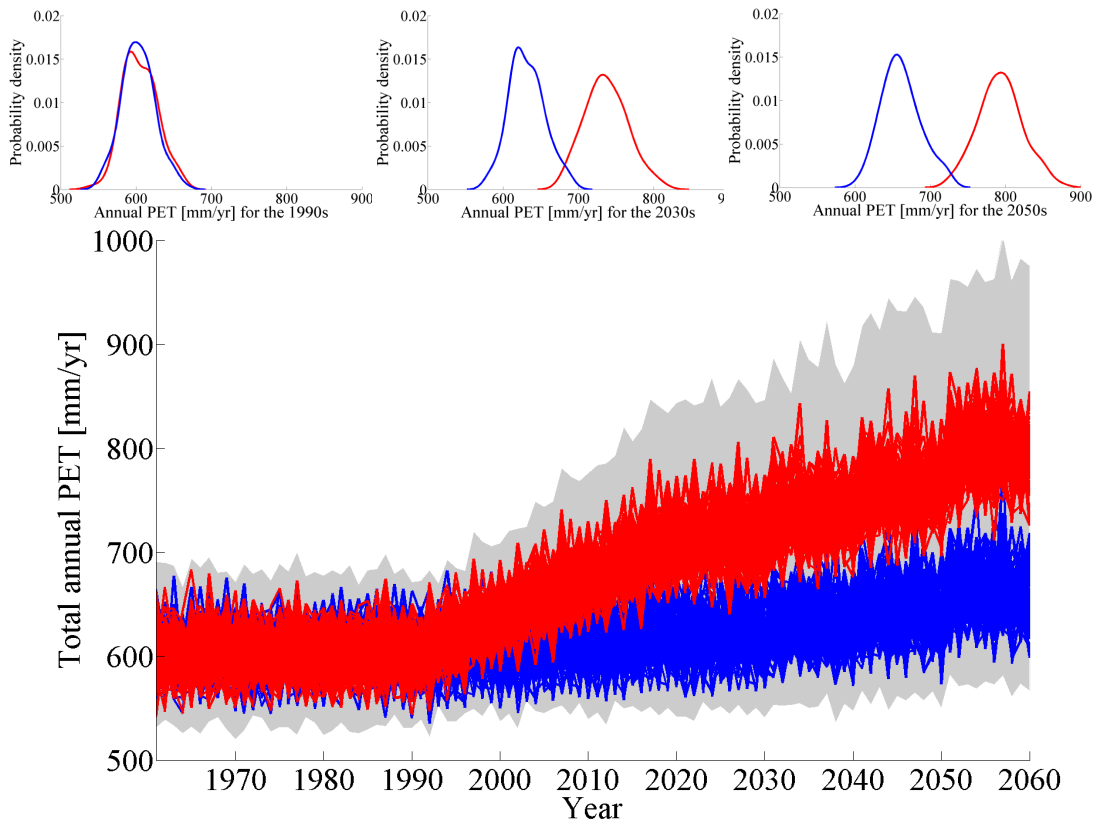 0.02
0.015
0.01
0.005
0
Probability density
500 600 700 800 900
Annual PET [mm/yr] for the 1990s
0.02
0.015
0.01
0.005
0
Probability density
500 600 700 800 9
Annual PET [mm/yr] for the 2030s
0.02
0.015
0.01
0.005
0
Probability density
500 600 700 800 900
Annual PET [mm/yr] for the 2050s
1000
900
800
700
600
500
Total annual PET [mm/yr]
1970 1980 1990 2000 2010 2020 2030 2040 2050 2060
Year